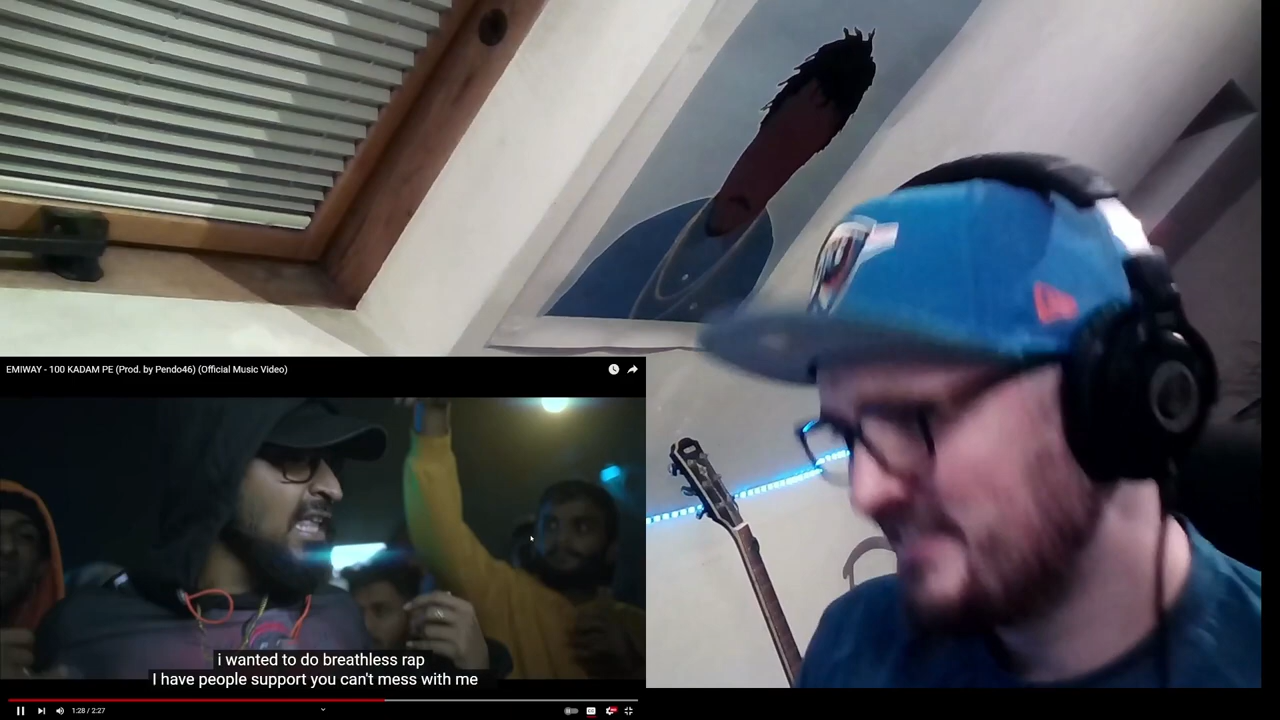 EMIWAY - 100 KADAM PE (Prod. by Pendo46) (Official Music Video)
i wanted to do breathless rap
I have people support you can't mess with me
1:28 / 2:27